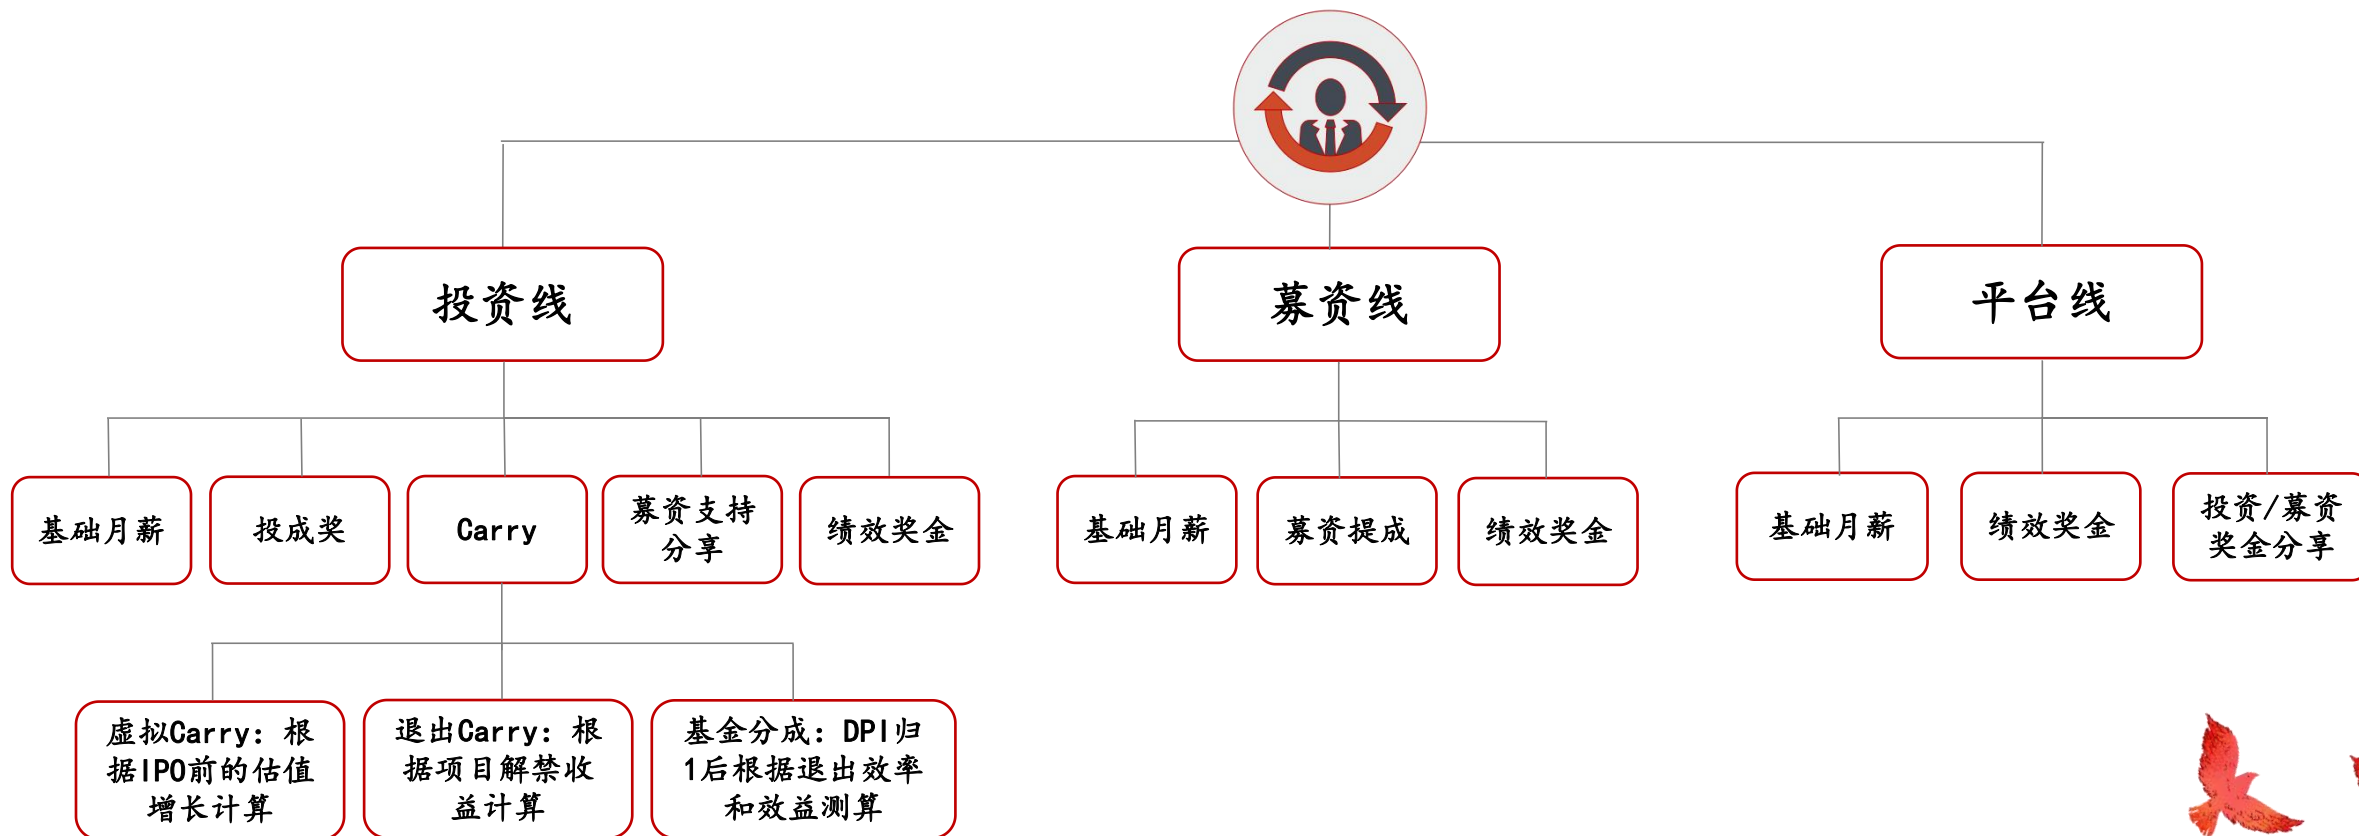 投资线
募资线
平台线
基础月薪
投成奖
Carry
募资支持
分享
绩效奖金
基础月薪
募资提成
绩效奖金
基础月薪
绩效奖金
投资/募资
奖金分享
虚拟Carry：根
据IPO前的估值
增长计算
退出Carry：根
据项目解禁收
益计算
基金分成：DPI归
1后根据退出效率
和效益测算